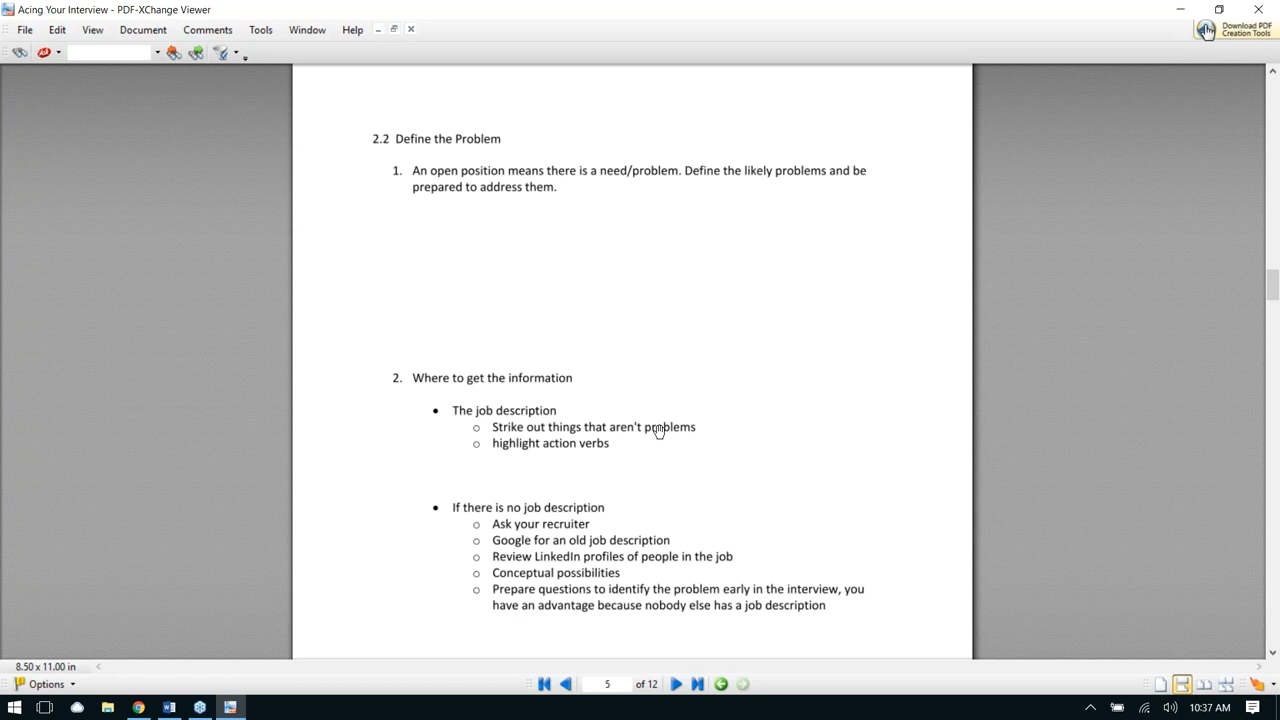 Acing Your Interview - PDF-XChange Viewer
File Edit View Document Comments Tools Window Help
Download PDF
Creation Tools
2.2 Define the Problem
1. An open position means there is a need/problem. Define the likely problems and be
prepared to address them.
2. Where to get the information
• The job description
o Strike out things that aren't problems
o highlight action verbs
• If there is no job description
o Ask your recruiter
o Google for an old job description
o Review LinkedIn profiles of people in the job
o Conceptual possibilities
o Prepare questions to identify the problem early in the interview, you
have an advantage because nobody else has a job description
8.50 x 11.00 in
Options
5 of 12
10:37 AM